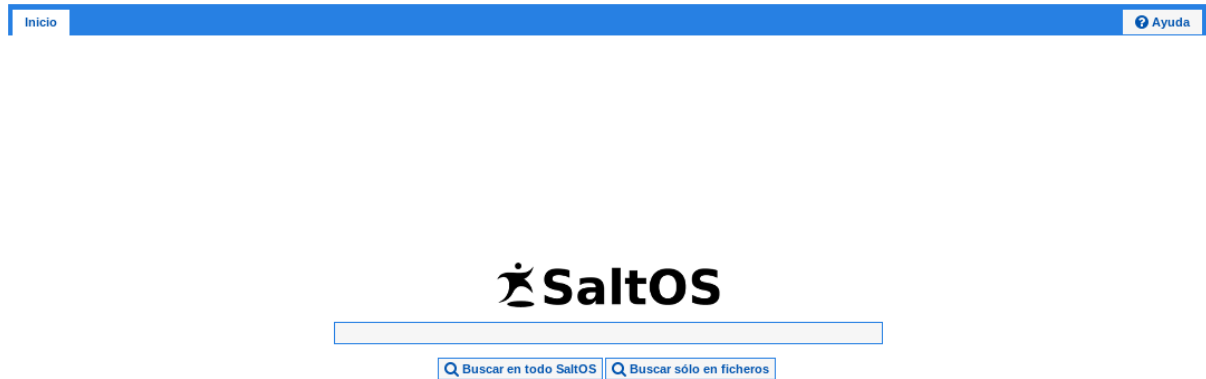 Inicio
Ayuda
SaltOS
Buscar en todo SaltOS
Buscar sólo en ficheros